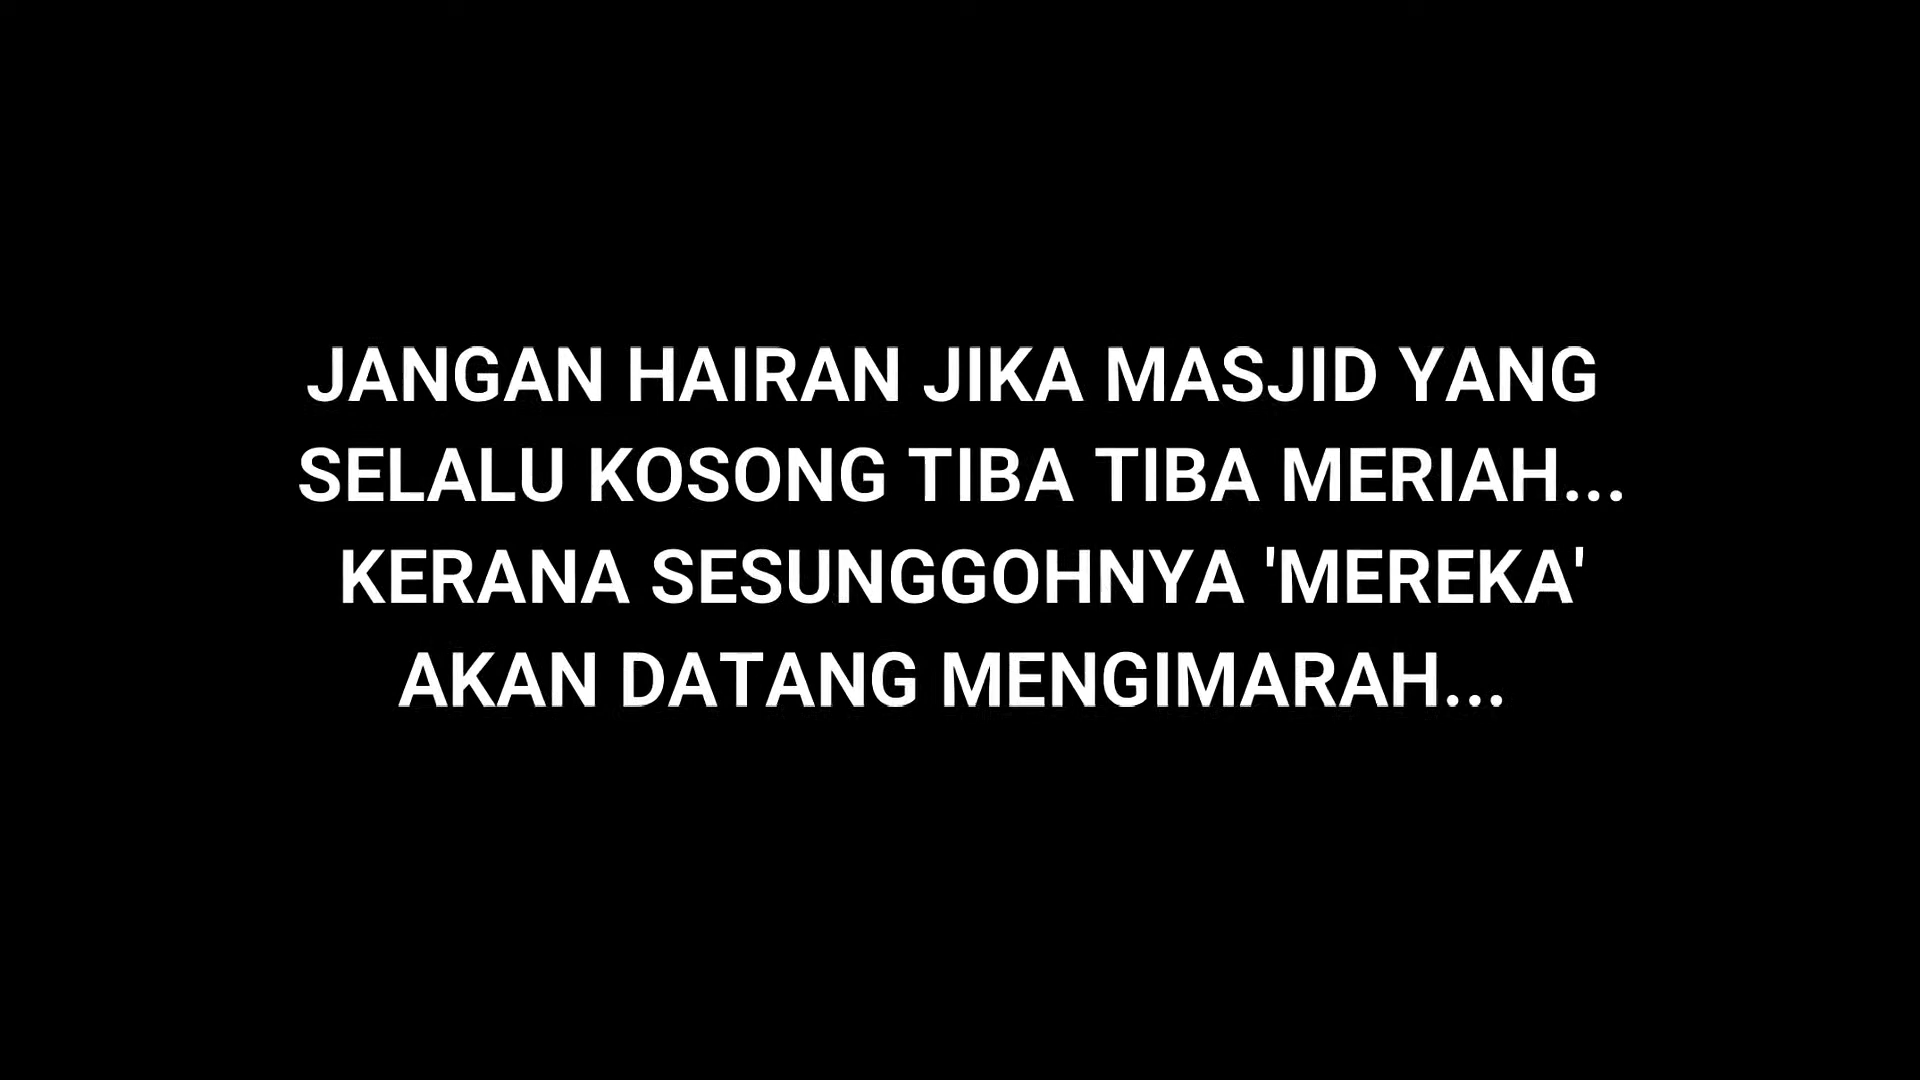 JANGAN HAIRAN JIKA MASJID YANG
SELALU KOSONG TIBA TIBA MERIAH...
KERANA SESUNGGOHNYA 'MEREKA'
AKAN DATANG MENGIMARAH...